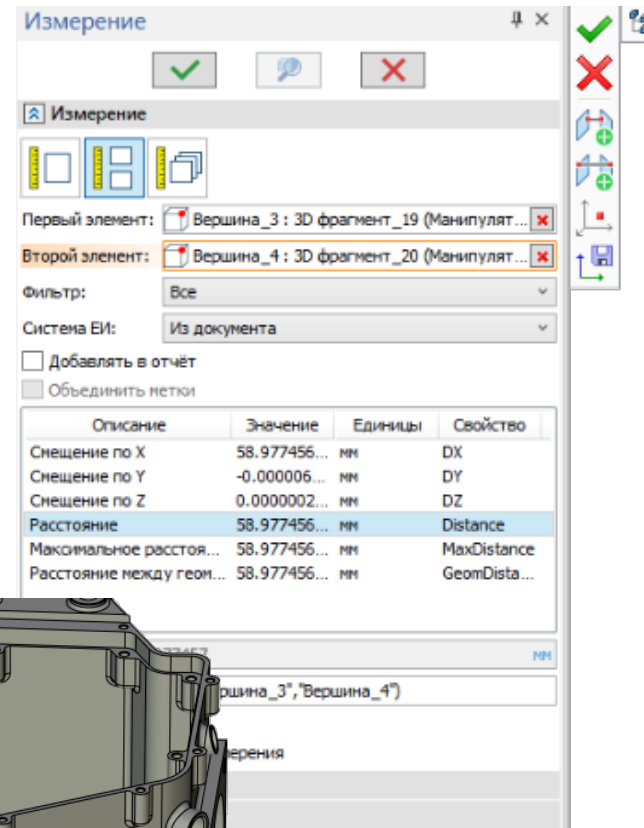 Измерение
Измерение
Первый элемент: Вершина_3 : 3D фрагмент_19 (Манипулят...
Второй элемент: Вершина_4 : 3D фрагмент_20 (Манипулят...
Фильтр: Все
Система ЕИ: Из документа
Добавлять в отчёт
Объединить метки
Описание Значение Единицы Свойство
Смещение по X 58.977456... мм DX
Смещение по Y -0.000006... мм DY
Смещение по Z 0.0000002... мм DZ
Расстояние 58.977456... мм Distance
Максимальное расстоя... 58.977456... мм MaxDistance
Расстояние между геом... 58.977456... мм GeomDista...
мм
ршина_3","Вершина_4")
ерения